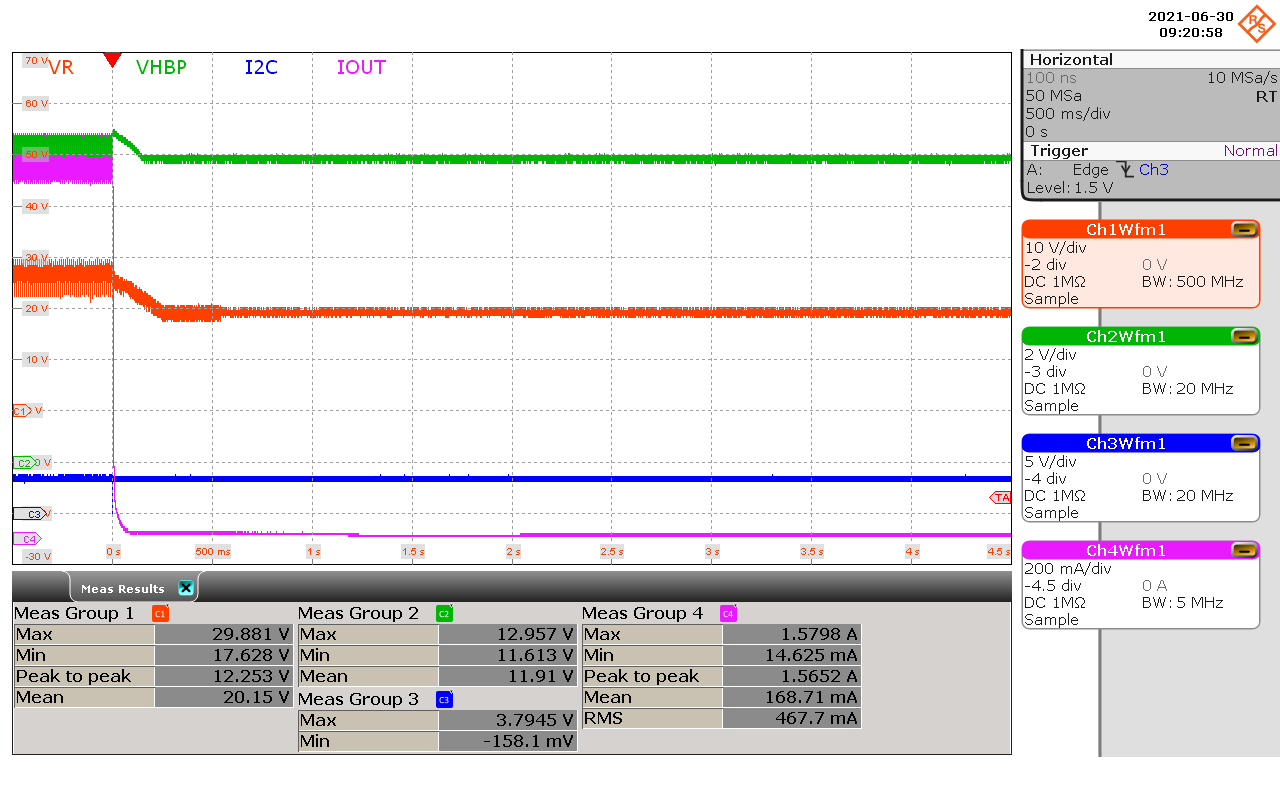 2021-06-30
09:20:58
R&S
VR VHBP I2C IOUT
70 V
60 V
50 V
40 V
30 V
20 V
10 V
C1 0 V
C2 0 V
C3 V
C4
-30 V
TA
0 s 500 ms 1 s 1.5 s 2 s 2.5 s 3 s 3.5 s 4 s 4.5 s
Horizontal
100 ns 10 MSa/s
50 MSa RT
500 ms/div
0 s
Trigger Normal
A: Edge Ch3
Level: 1.5 V
Ch1Wfm1
10 V/div
-2 div 0 V
DC 1MΩ BW: 500 MHz
Sample
Ch2Wfm1
2 V/div
-3 div 0 V
DC 1MΩ BW: 20 MHz
Sample
Ch3Wfm1
5 V/div
-4 div 0 V
DC 1MΩ BW: 20 MHz
Sample
Ch4Wfm1
200 mA/div
-4.5 div 0 A
DC 1MΩ BW: 5 MHz
Sample
Meas Results
Meas Group 1 C1
Max 29.881 V
Min 17.628 V
Peak to peak 12.253 V
Mean 20.15 V
Meas Group 2 C2
Max 12.957 V
Min 11.613 V
Mean 11.91 V
Meas Group 3 C3
Max 3.7945 V
Min -158.1 mV
Meas Group 4 C4
Max 1.5798 A
Min 14.625 mA
Peak to peak 1.5652 A
Mean 168.71 mA
RMS 467.7 mA